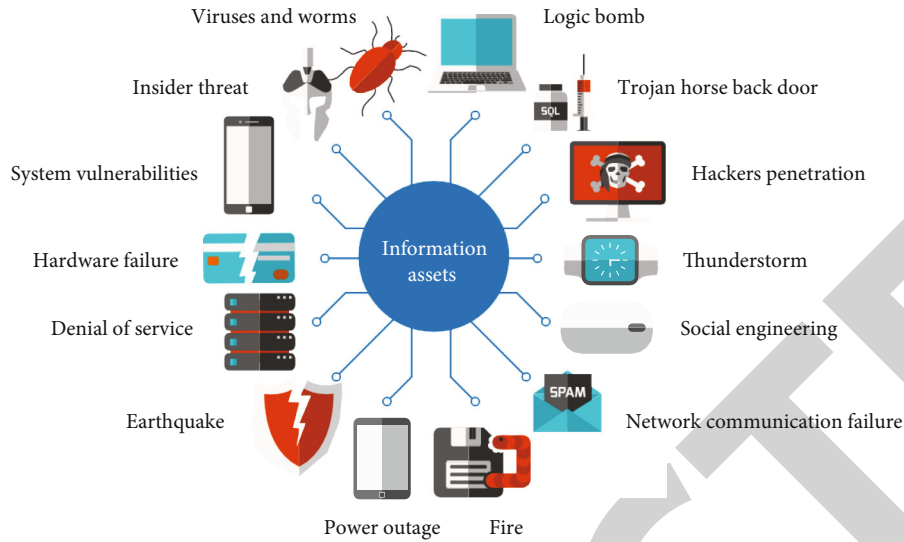 Viruses and worms
Logic bomb
Insider threat
Trojan horse back door
SQL
System vulnerabilities
Hackers penetration
Information
assets
Hardware failure
Thunderstorm
Denial of service
Social engineering
SPAM
Earthquake
Network communication failure
Power outage
Fire